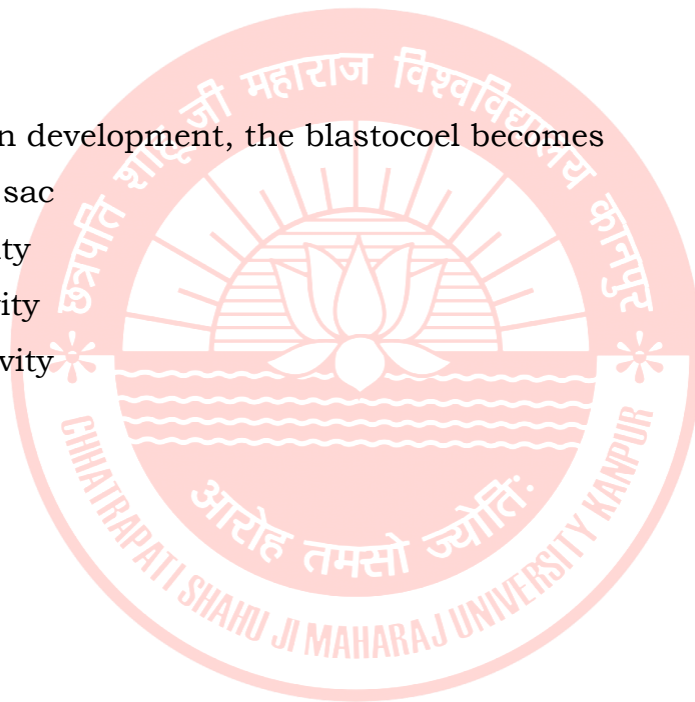 n development, the blastocoel becomes
sac
ty
ity
vity
छत्रपति शाहू जी महाराज विश्वविद्यालय कानपुर
आरोह तमसो ज्योतिः
CHHATRAPATI SHAHU JI MAHARAJ UNIVERSITY KANPUR